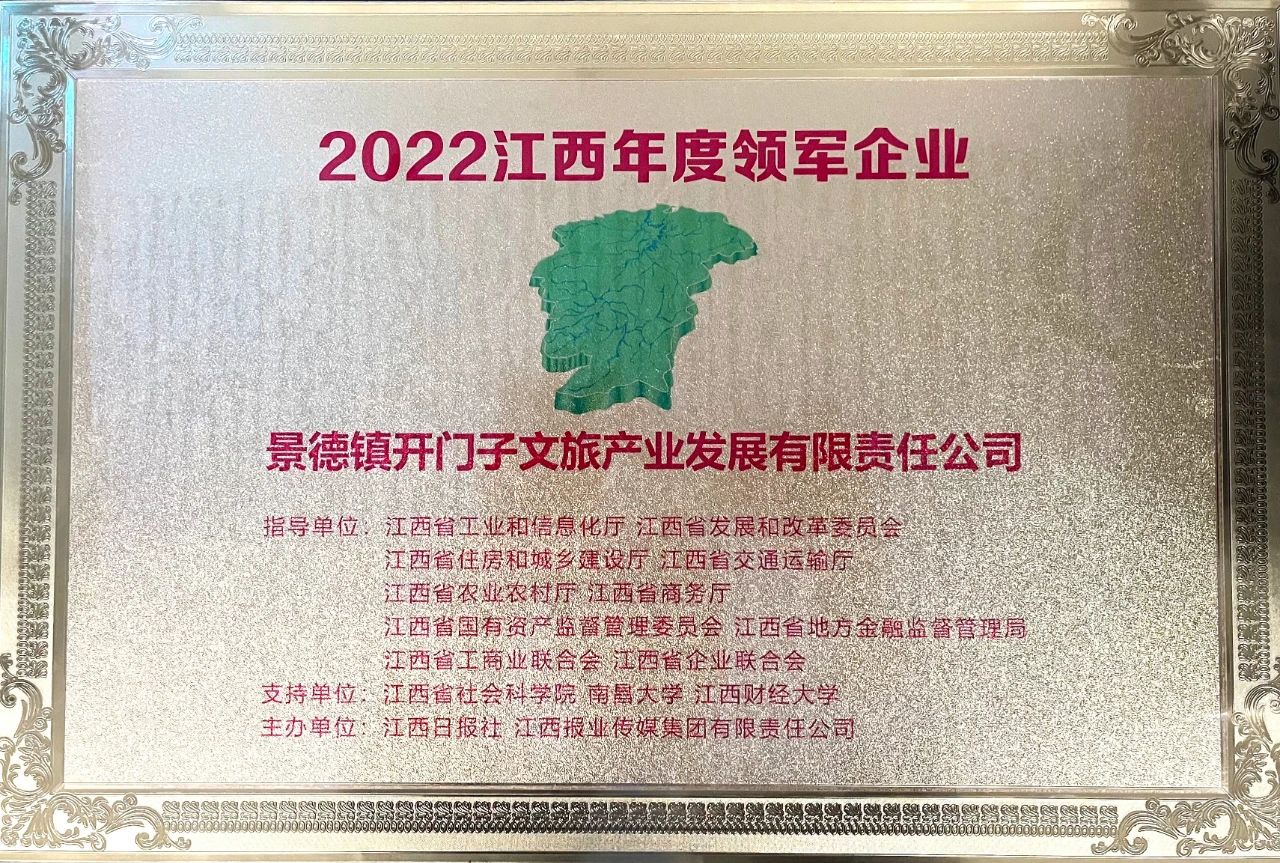 2022江西年度领军企业
景德镇开门子文旅产业发展有限责任公司
指导单位：江西省工业和信息化厅 江西省发展和改革委员会
江西省住房和城乡建设厅 江西省交通运输厅
江西省农业农村厅 江西省商务厅
江西省国有资产监督管理委员会 江西省地方金融监督管理局
江西省工商业联合会 江西省企业联合会
支持单位：江西省社会科学院 南昌大学 江西财经大学
主办单位：江西日报社 江西报业传媒集团有限责任公司